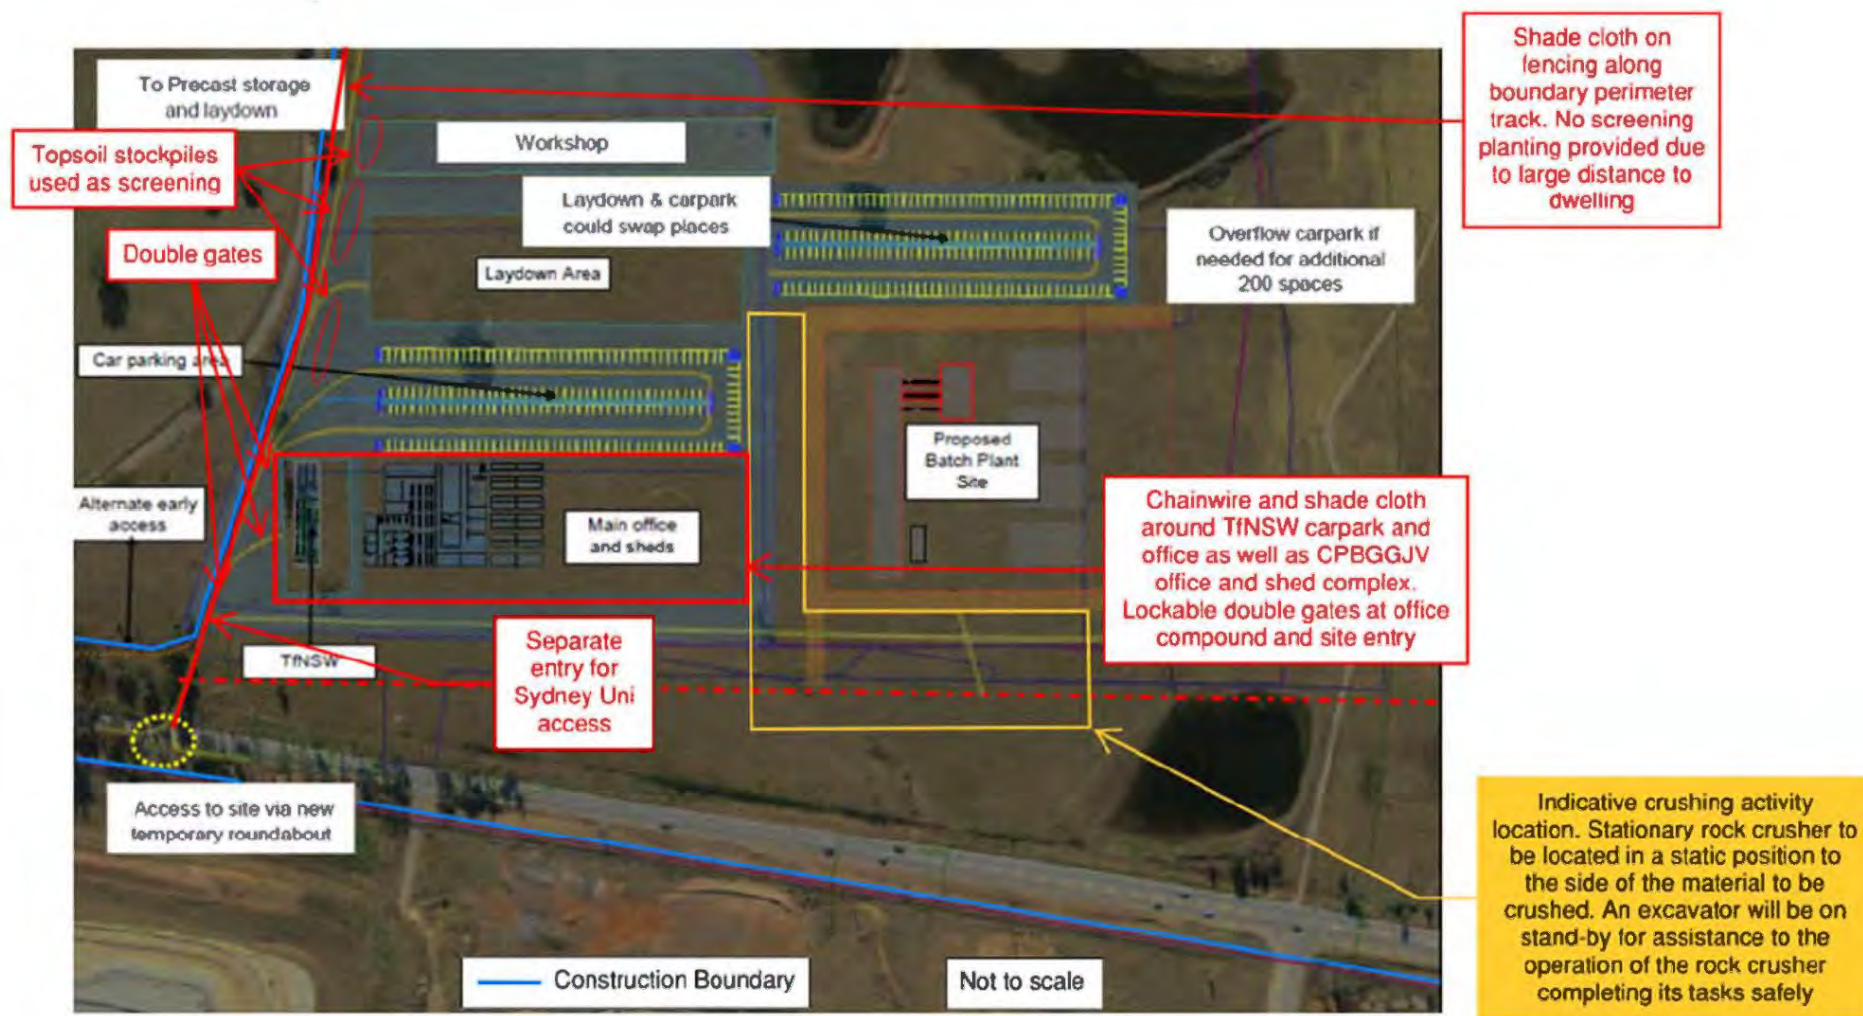 Shade cloth on
fencing along
boundary perimeter
track. No screening
planting provided due
to large distance to
dwelling
To Precast storage
and laydown
Topsoil stockpiles
used as screening
Workshop
Laydown & carpark
could swap places
Double gates
Overflow carpark if
needed for additional
200 spaces
Laydown Area
Car parking area
Proposed
Batch Plant
Site
Alternate early
access
Main office
and sheds
Chainwire and shade cloth
around TfNSW carpark and
office as well as CPBGGJV
office and shed complex.
Lockable double gates at office
compound and site entry
TfNSW
Separate
entry for
Sydney Uni
access
Access to site via new
temporary roundabout
Indicative crushing activity
location. Stationary rock crusher to
be located in a static position to
the side of the material to be
crushed. An excavator will be on
stand-by for assistance to the
operation of the rock crusher
completing its tasks safely
Construction Boundary
Not to scale